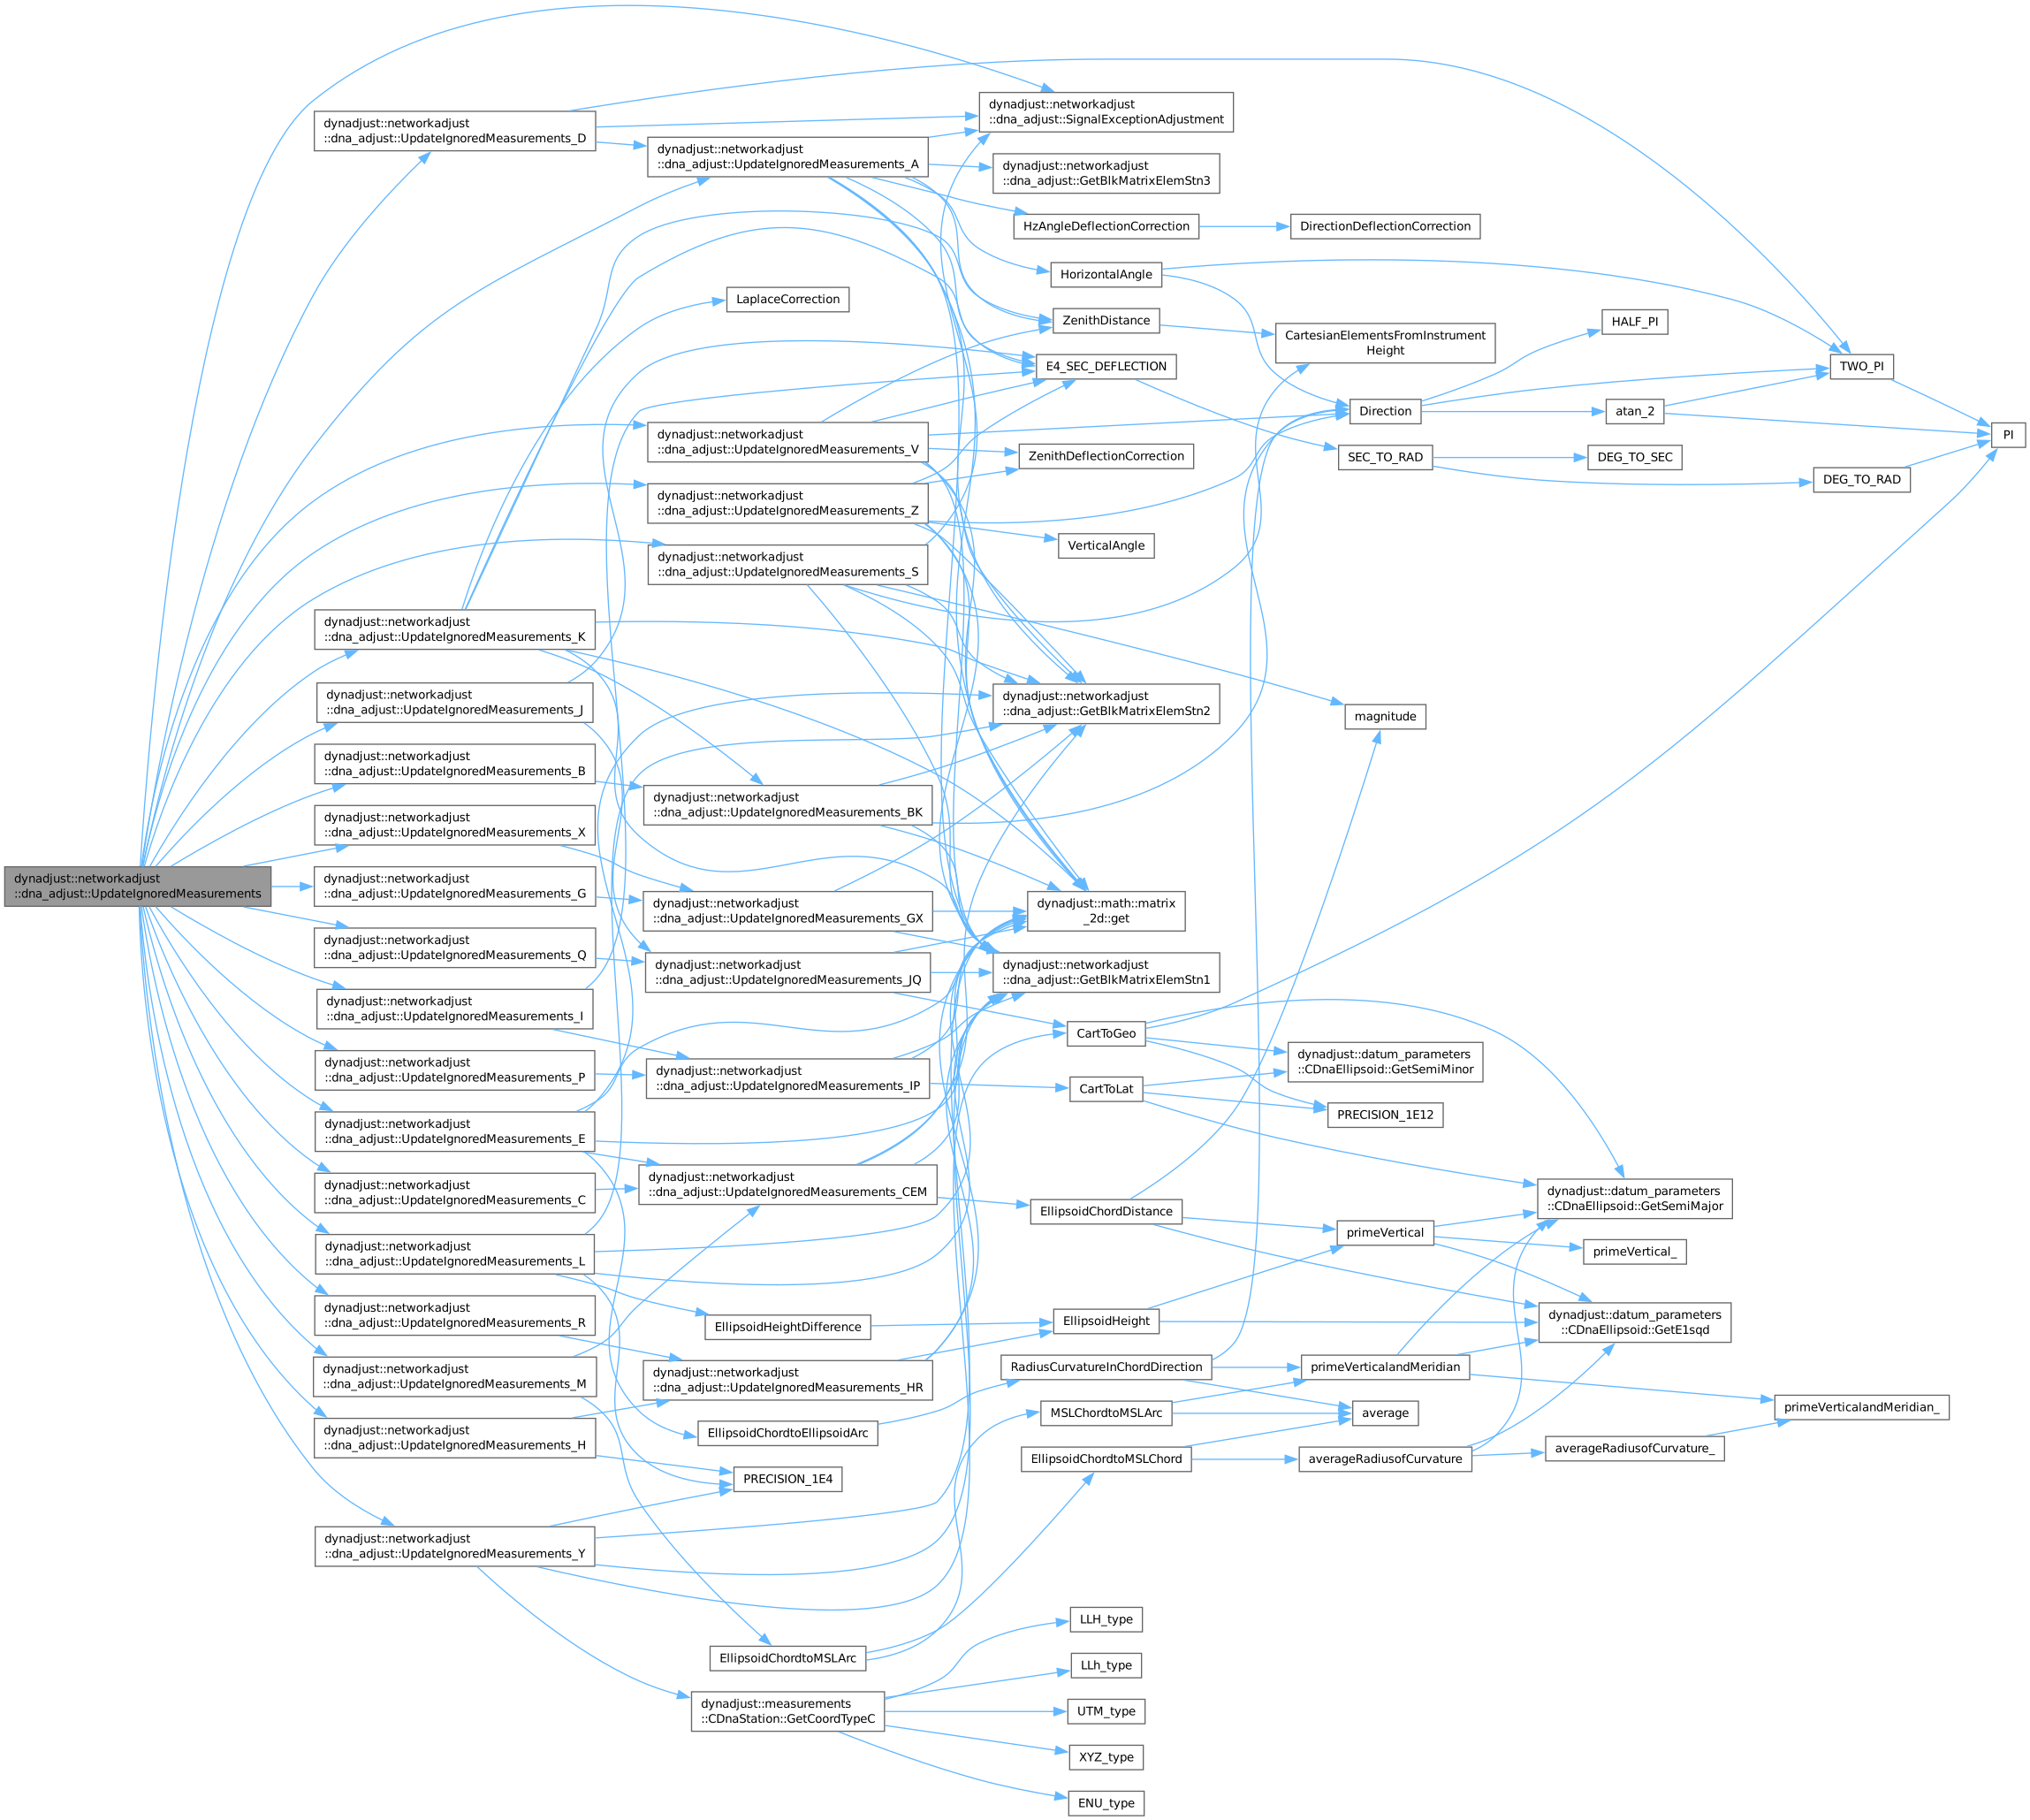 dynadjust::networkadjust
::dna_adjust::UpdateIgnoredMeasurements
dynadjust::networkadjust
::dna_adjust::UpdateIgnoredMeasurements_D
dynadjust::networkadjust
::dna_adjust::UpdateIgnoredMeasurements_K
dynadjust::networkadjust
::dna_adjust::UpdateIgnoredMeasurements_J
dynadjust::networkadjust
::dna_adjust::UpdateIgnoredMeasurements_B
dynadjust::networkadjust
::dna_adjust::UpdateIgnoredMeasurements_X
dynadjust::networkadjust
::dna_adjust::UpdateIgnoredMeasurements_G
dynadjust::networkadjust
::dna_adjust::UpdateIgnoredMeasurements_Q
dynadjust::networkadjust
::dna_adjust::UpdateIgnoredMeasurements_I
dynadjust::networkadjust
::dna_adjust::UpdateIgnoredMeasurements_P
dynadjust::networkadjust
::dna_adjust::UpdateIgnoredMeasurements_E
dynadjust::networkadjust
::dna_adjust::UpdateIgnoredMeasurements_C
dynadjust::networkadjust
::dna_adjust::UpdateIgnoredMeasurements_L
dynadjust::networkadjust
::dna_adjust::UpdateIgnoredMeasurements_R
dynadjust::networkadjust
::dna_adjust::UpdateIgnoredMeasurements_M
dynadjust::networkadjust
::dna_adjust::UpdateIgnoredMeasurements_H
dynadjust::networkadjust
::dna_adjust::UpdateIgnoredMeasurements_Y
dynadjust::networkadjust
::dna_adjust::UpdateIgnoredMeasurements_A
LaplaceCorrection
dynadjust::networkadjust
::dna_adjust::UpdateIgnoredMeasurements_V
dynadjust::networkadjust
::dna_adjust::UpdateIgnoredMeasurements_Z
dynadjust::networkadjust
::dna_adjust::UpdateIgnoredMeasurements_S
dynadjust::networkadjust
::dna_adjust::UpdateIgnoredMeasurements_BK
dynadjust::networkadjust
::dna_adjust::UpdateIgnoredMeasurements_GX
dynadjust::networkadjust
::dna_adjust::UpdateIgnoredMeasurements_JQ
dynadjust::networkadjust
::dna_adjust::UpdateIgnoredMeasurements_IP
dynadjust::networkadjust
::dna_adjust::UpdateIgnoredMeasurements_CEM
EllipsoidHeightDifference
dynadjust::networkadjust
::dna_adjust::UpdateIgnoredMeasurements_HR
EllipsoidChordtoEllipsoidArc
PRECISION_1E4
EllipsoidChordtoMSLArc
dynadjust::measurements
::CDnaStation::GetCoordTypeC
dynadjust::networkadjust
::dna_adjust::SignalExceptionAdjustment
dynadjust::networkadjust
::dna_adjust::GetBlkMatrixElemStn3
HzAngleDeflectionCorrection
HorizontalAngle
ZenithDistance
E4_SEC_DEFLECTION
ZenithDeflectionCorrection
VerticalAngle
dynadjust::networkadjust
::dna_adjust::GetBlkMatrixElemStn2
dynadjust::math::matrix
_2d::get
dynadjust::networkadjust
::dna_adjust::GetBlkMatrixElemStn1
CartToGeo
CartToLat
EllipsoidChordDistance
EllipsoidHeight
RadiusCurvatureInChordDirection
MSLChordtoMSLArc
EllipsoidChordtoMSLChord
LLH_type
LLh_type
UTM_type
XYZ_type
ENU_type
DirectionDeflectionCorrection
CartesianElementsFromInstrument
Height
Direction
SEC_TO_RAD
magnitude
dynadjust::datum_parameters
::CDnaEllipsoid::GetSemiMinor
PRECISION_1E12
primeVertical
primeVerticalandMeridian
average
averageRadiusofCurvature
HALF_PI
atan_2
DEG_TO_SEC
dynadjust::datum_parameters
::CDnaEllipsoid::GetSemiMajor
primeVertical_
dynadjust::datum_parameters
::CDnaEllipsoid::GetE1sqd
averageRadiusofCurvature_
TWO_PI
DEG_TO_RAD
primeVerticalandMeridian_
PI